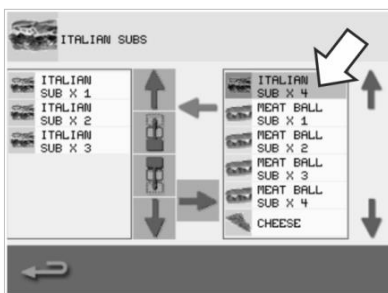 ITALIAN SUBS
ITALIAN
SUB X 1
ITALIAN
SUB X 2
ITALIAN
SUB X 3
ITALIAN
SUB X 4
MEAT BALL
SUB X 1
MEAT BALL
SUB X 2
MEAT BALL
SUB X 3
MEAT BALL
SUB X 4
CHEESE